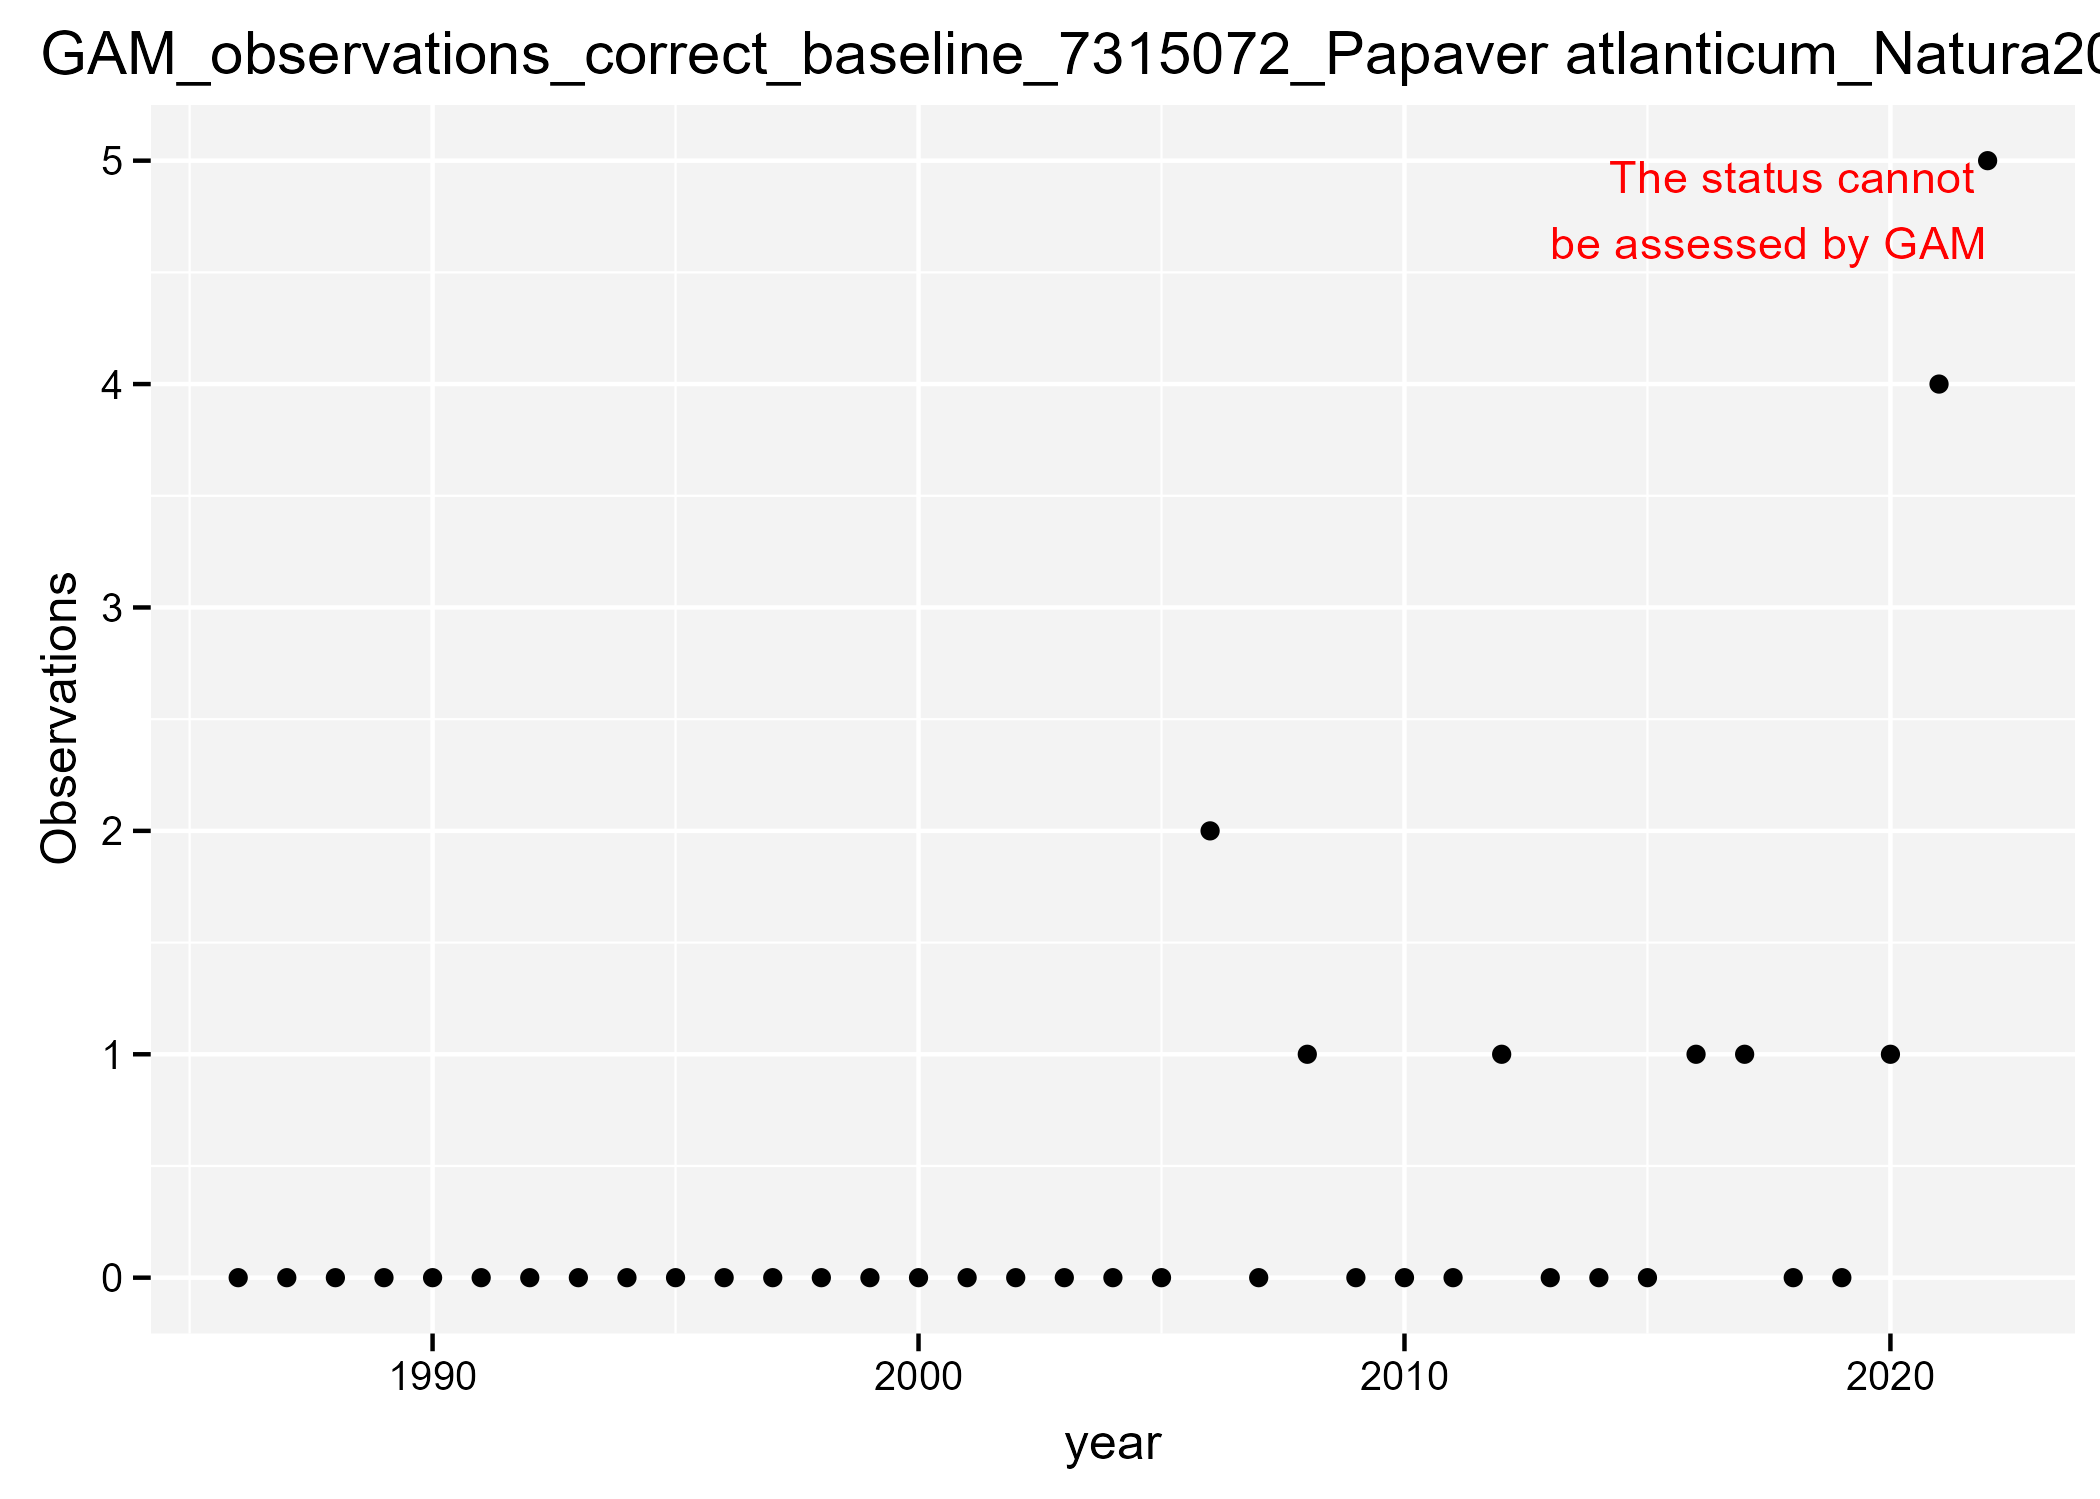 GAM_observations_correct_baseline_7315072_Papaver atlanticum_Natura20
5
The status cannot
be assessed by GAM
4
3
Observations
2
1
0
1990 2000 2010 2020
year